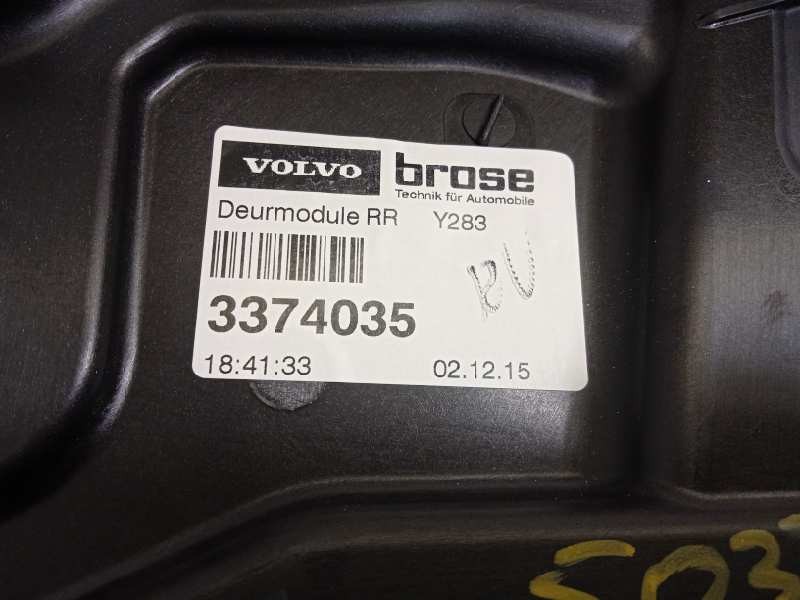 VOLVO brose
Technik für Automobile
Deurmodule RR Y283
3374035
18:41:33 02.12.15